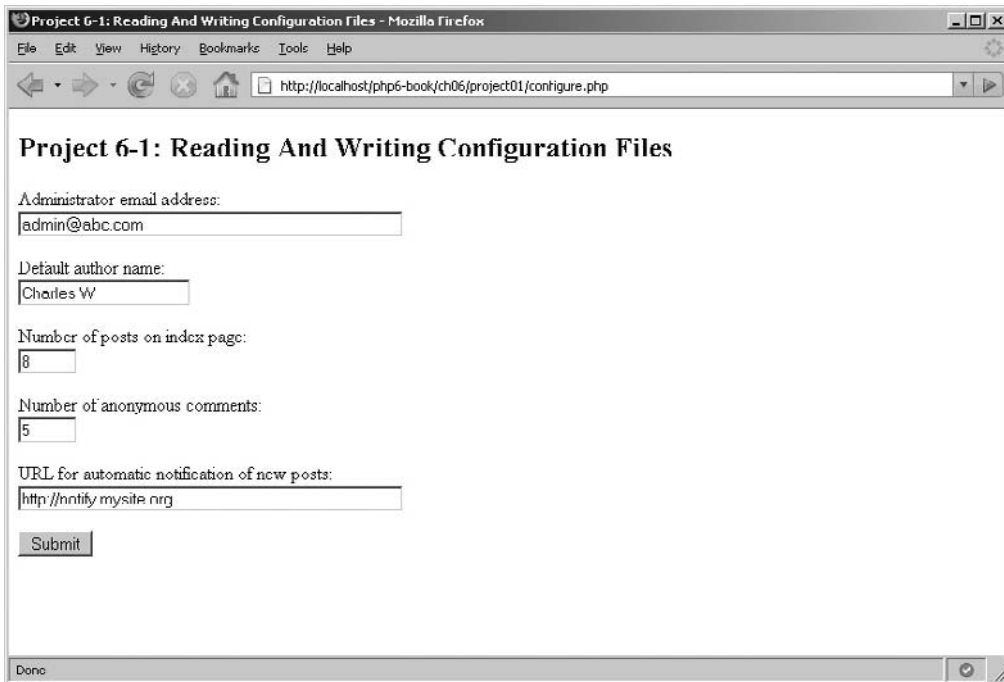 Project 6-1: Reading And Writing Configuration Files - Mozilla Firefox
File Edit View History Bookmarks Tools Help
http://localhost/php6-book/ch06/project01/configure.php
Project 6-1: Reading And Writing Configuration Files
Administrator email address:
admin@abc.com
Default author name:
Charles W
Number of posts on index page:
8
Number of anonymous comments:
5
URL for automatic notification of new posts:
http://notify.mysite.org
Submit
Done